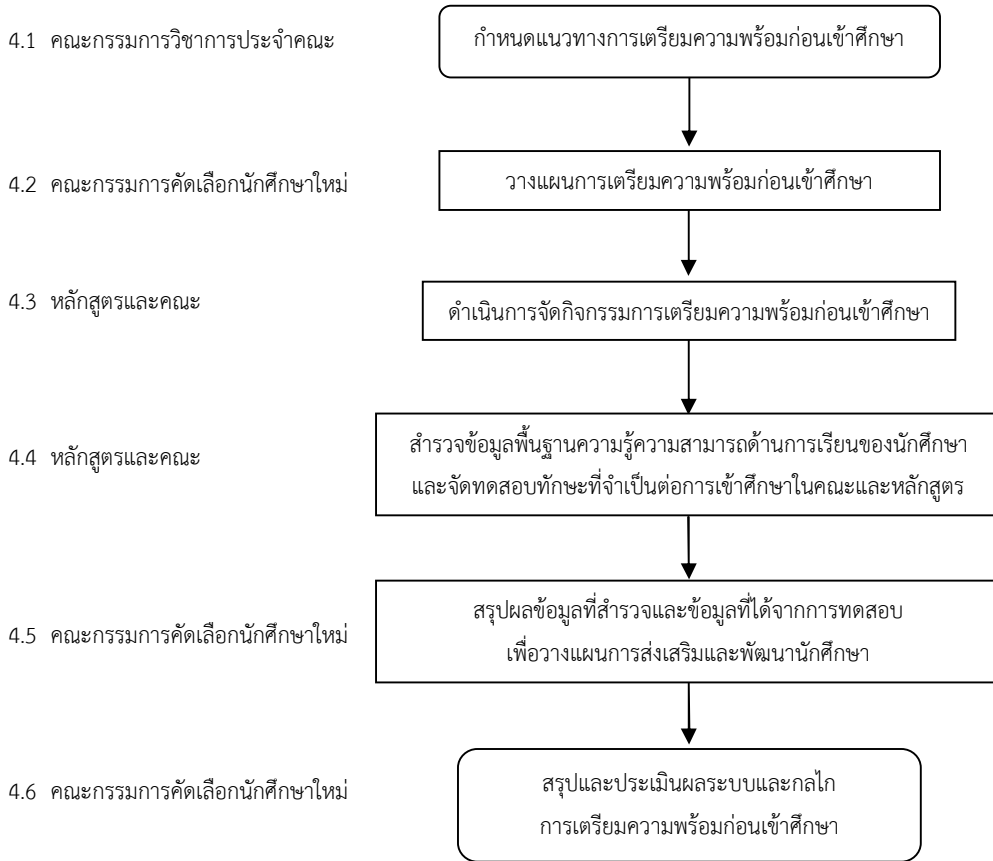 4.1 คณะกรรมการวิชาการประจำคณะ
กำหนดแนวทางการเตรียมความพร้อมก่อนเข้าศึกษา
4.2 คณะกรรมการคัดเลือกนักศึกษาใหม่
วางแผนการเตรียมความพร้อมก่อนเข้าศึกษา
4.3 หลักสูตรและคณะ
ดำเนินการจัดกิจกรรมการเตรียมความพร้อมก่อนเข้าศึกษา
4.4 หลักสูตรและคณะ
สำรวจข้อมูลพื้นฐานความรู้ความสามารถด้านการเรียนของนักศึกษา
และจัดทดสอบทักษะที่จำเป็นต่อการเข้าศึกษาในคณะและหลักสูตร
4.5 คณะกรรมการคัดเลือกนักศึกษาใหม่
สรุปผลข้อมูลที่สำรวจและข้อมูลที่ได้จากการทดสอบ
เพื่อวางแผนการส่งเสริมและพัฒนานักศึกษา
4.6 คณะกรรมการคัดเลือกนักศึกษาใหม่
สรุปและประเมินผลระบบและกลไก
การเตรียมความพร้อมก่อนเข้าศึกษา